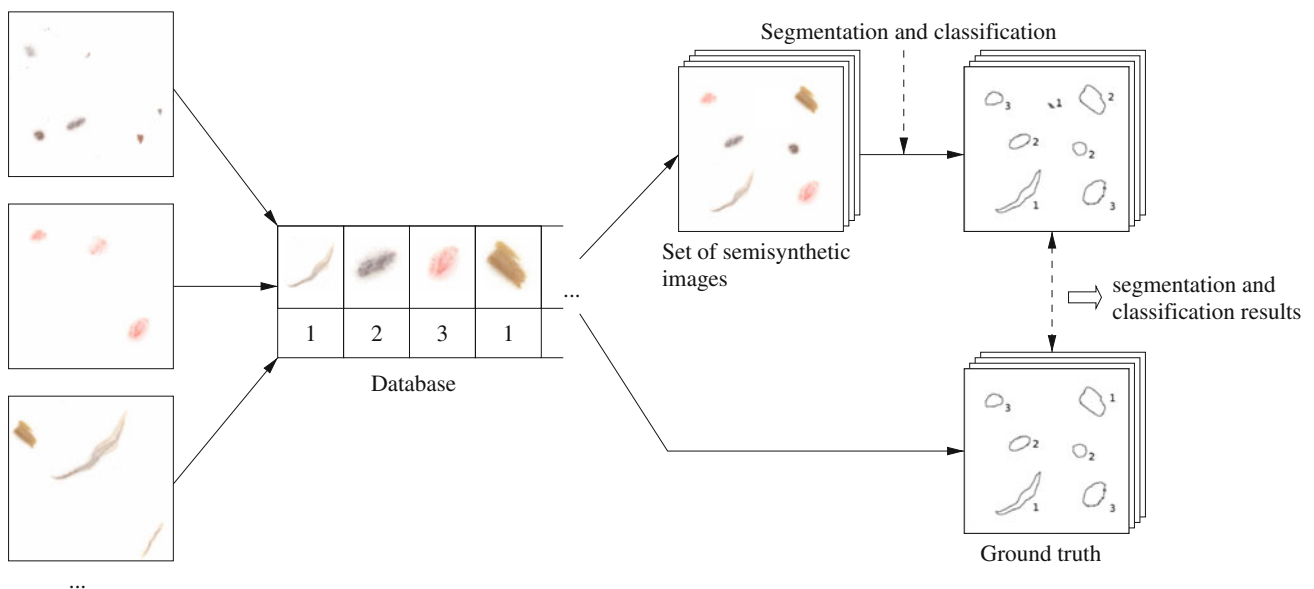 Segmentation and classification
3
1
2
2
2
1
3
Set of semisynthetic
images
segmentation and
classification results
...
1 2 3 1
Database
3
1
2
2
1
3
Ground truth
...